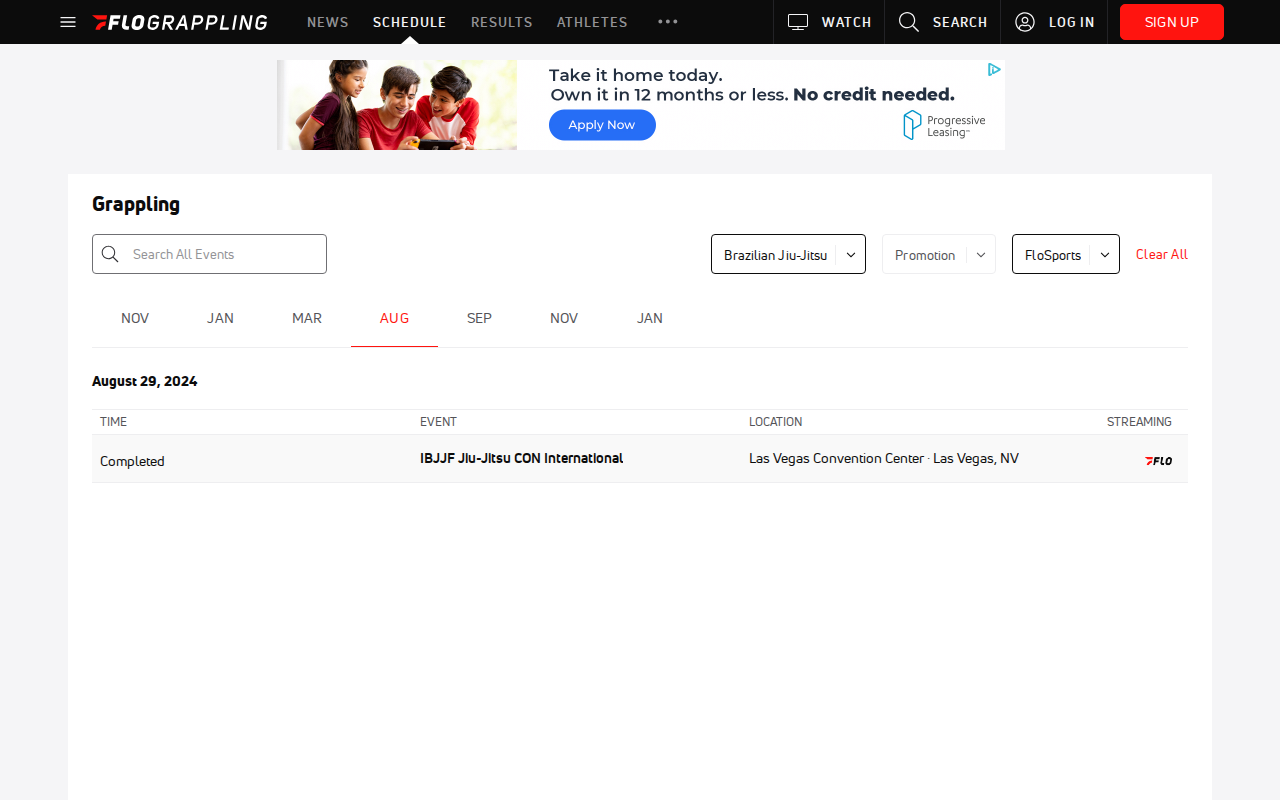 FLOGRAPPLING NEWS SCHEDULE RESULTS ATHLETES ••• WATCH SEARCH LOG IN SIGN UP
Take it home today.
Own it in 12 months or less. No credit needed.
Apply Now
Progressive
Leasing
Grappling
Search All Events Brazilian Jiu-Jitsu Promotion FloSports Clear All
NOV JAN MAR AUG SEP NOV JAN
August 29, 2024
TIME EVENT LOCATION STREAMING
Completed IBJJF Jiu-Jitsu CON International Las Vegas Convention Center · Las Vegas, NV FLO